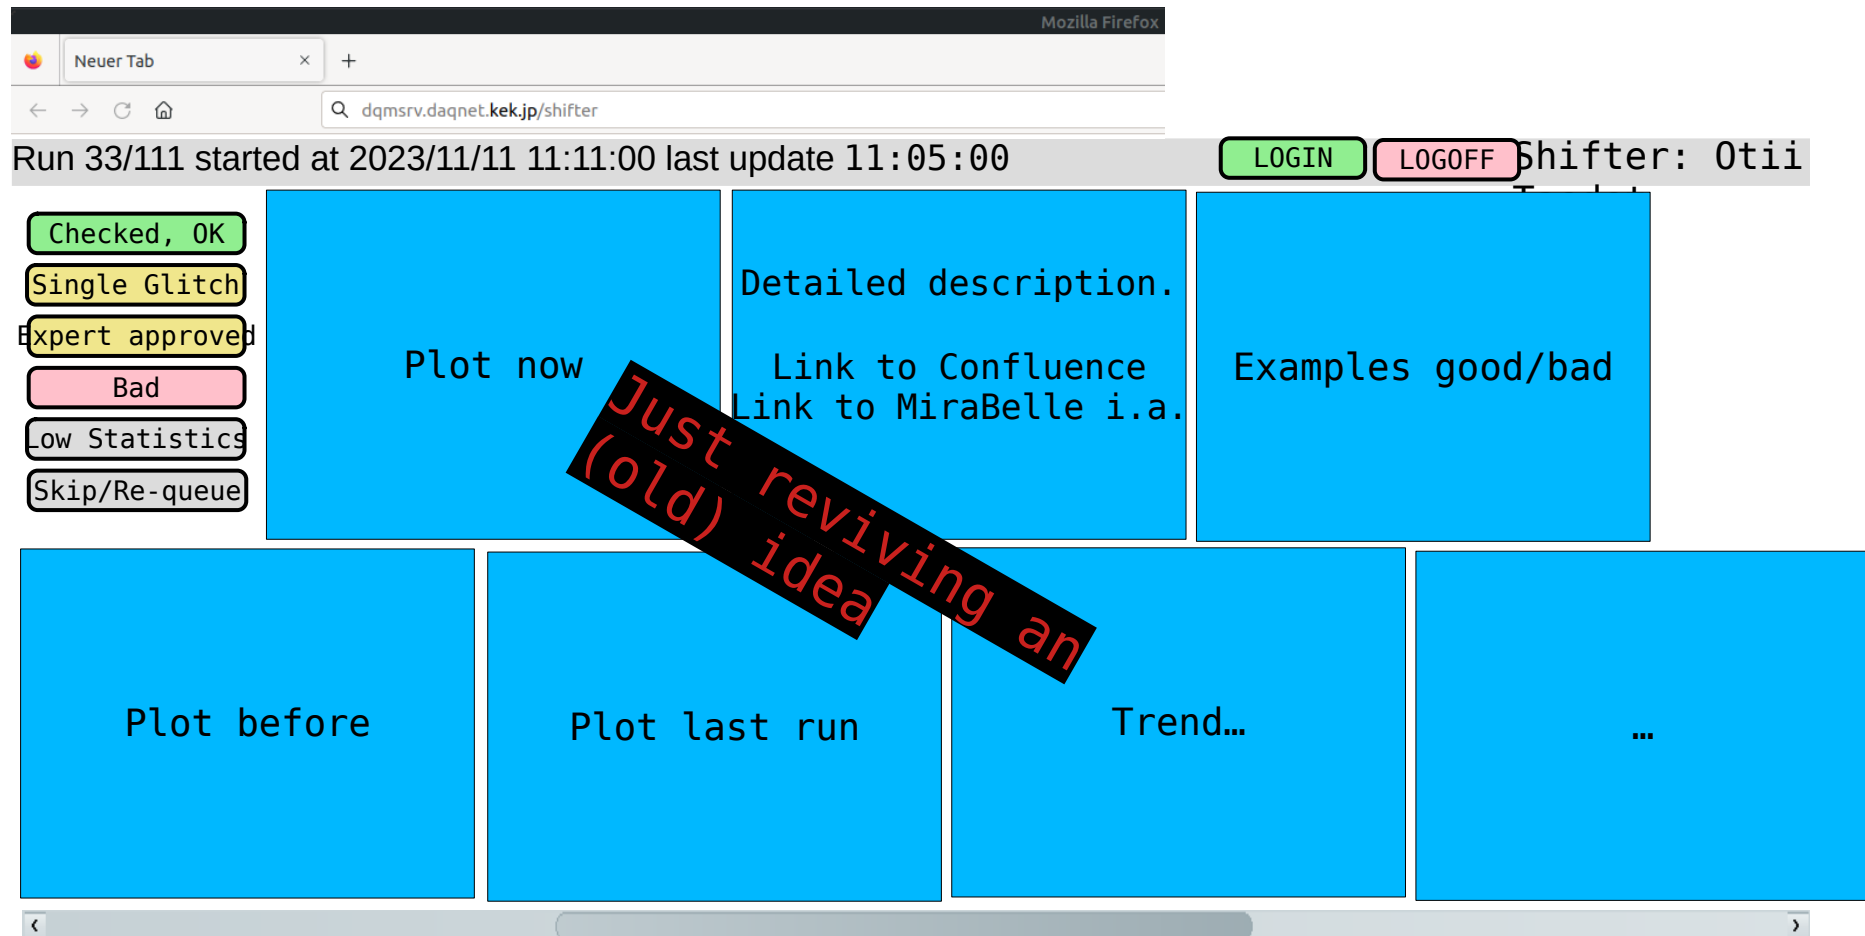 Mozilla Firefox
Neuer Tab
dqmsrv.daqnet.kek.jp/shifter
Run 33/111 started at 2023/11/11 11:11:00 last update 11:05:00
LOGIN
LOGOFF
Shifter: Otii
Checked, OK
Single Glitch
Expert approved
Bad
Low Statistics
Skip/Re-queue
Plot now
Detailed description.
Link to Confluence
Link to MiraBelle i.a.
Examples good/bad
Just reviving an
(old) idea
Plot before
Plot last run
Trend…
…